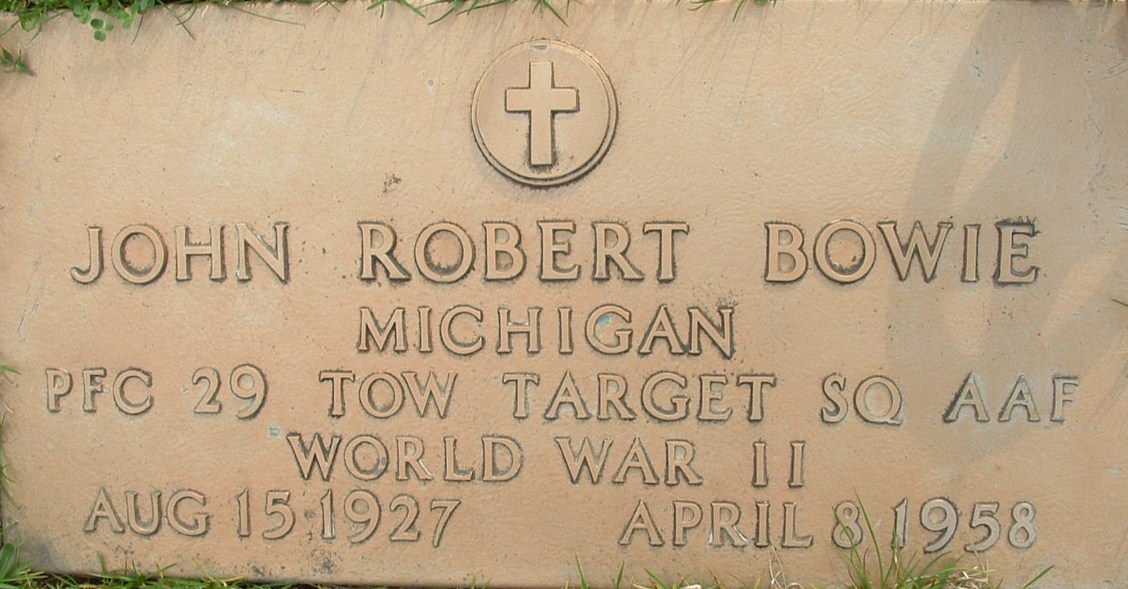 JOHN ROBERT BOWIE
MICHIGAN
PFC 29 TOW TARGET SQ AAF
WORLD WAR II
AUG 15 1927 APRIL 8 1958